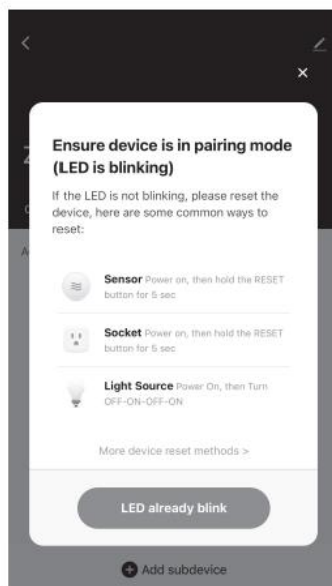 Ensure device is in pairing mode
(LED is blinking)
If the LED is not blinking, please reset the
device, here are some common ways to
reset:
Sensor Power on, then hold the RESET
button for 5 sec
Socket Power on, then hold the RESET
button for 5 sec
Light Source Power On, then Turn
OFF-ON-OFF-ON
More device reset methods >
LED already blink
Add subdevice